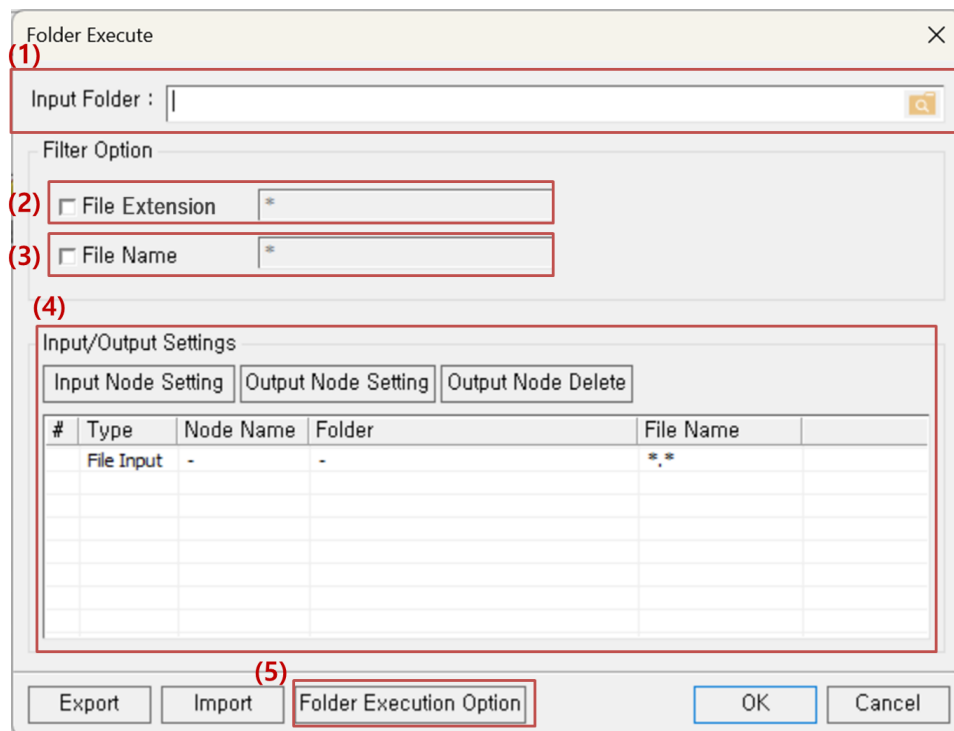 Folder Execute
(1)
Input Folder :
Filter Option
(2) File Extension *
(3) File Name *
(4)
Input/Output Settings
Input Node Setting Output Node Setting Output Node Delete
# Type Node Name Folder File Name
File Input - - *.*
(5)
Export Import Folder Execution Option OK Cancel